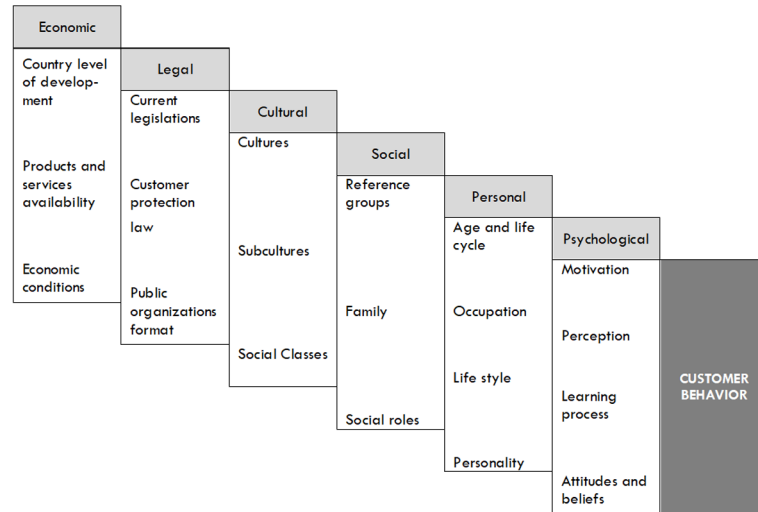 Economic
Country level
of develop-
ment
Products and
services
availability
Economic
conditions
Legal
Current
legislations
Customer
protection
law
Public
organizations
format
Cultural
Cultures
Subcultures
Social Classes
Social
Reference
groups
Family
Social roles
Personal
Age and life
cycle
Occupation
Life style
Personality
Psychological
Motivation
Perception
Learning
process
Attitudes and
beliefs
CUSTOMER
BEHAVIOR